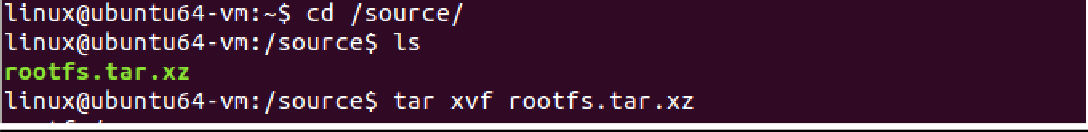 linux@ubuntu64-vm:~$ cd /source/
linux@ubuntu64-vm:/source$ ls
rootfs.tar.xz
linux@ubuntu64-vm:/source$ tar xvf rootfs.tar.xz